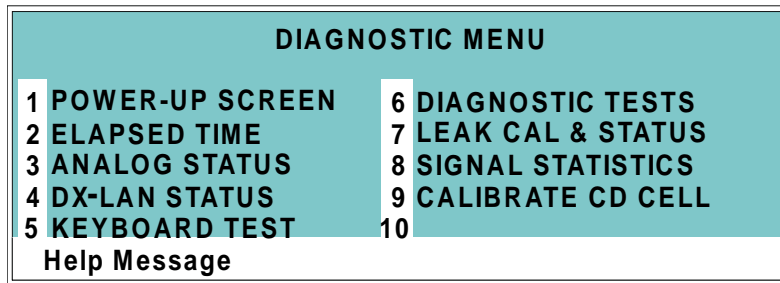 DIAGNOSTIC MENU
1 POWER-UP SCREEN
2 ELAPSED TIME
3 ANALOG STATUS
4 DX-LAN STATUS
5 KEYBOARD TEST
6 DIAGNOSTIC TESTS
7 LEAK CAL & STATUS
8 SIGNAL STATISTICS
9 CALIBRATE CD CELL
10
Help Message